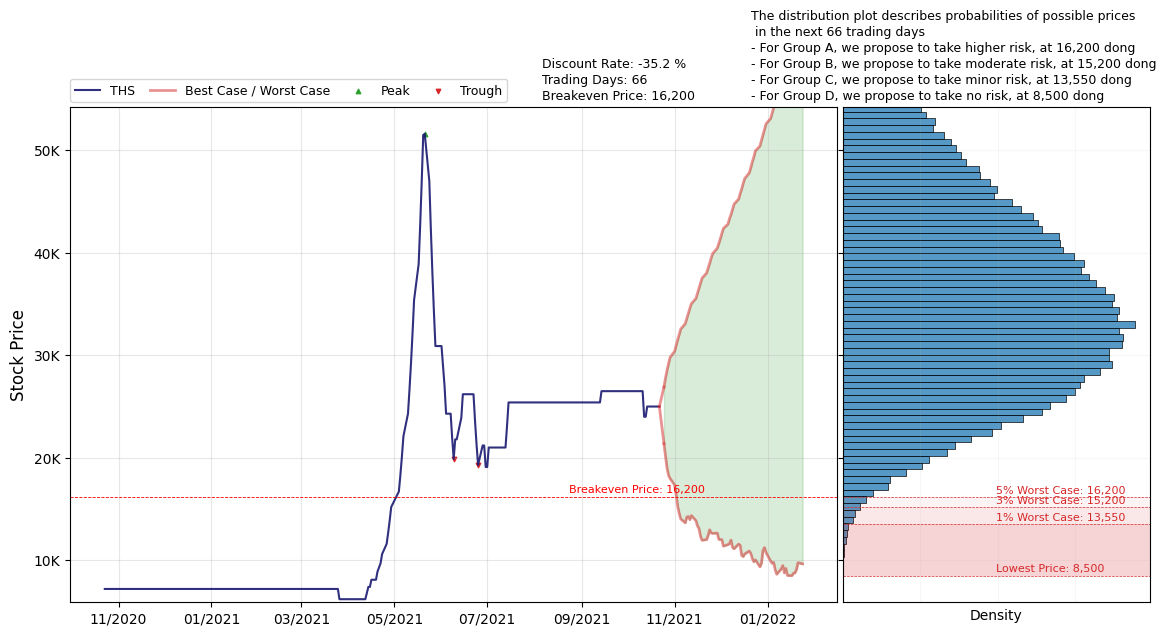 The distribution plot describes probabilities of possible prices
in the next 66 trading days
- For Group A, we propose to take higher risk, at 16,200 dong
- For Group B, we propose to take moderate risk, at 15,200 dong
- For Group C, we propose to take minor risk, at 13,550 dong
- For Group D, we propose to take no risk, at 8,500 dong
Discount Rate: -35.2 %
Trading Days: 66
Breakeven Price: 16,200
THS
Best Case / Worst Case
Peak
Trough
Stock Price
50K
40K
30K
20K
10K
Breakeven Price: 16,200
5% Worst Case: 16,200
3% Worst Case: 15,200
1% Worst Case: 13,550
Lowest Price: 8,500
11/2020
01/2021
03/2021
05/2021
07/2021
09/2021
11/2021
01/2022
Density